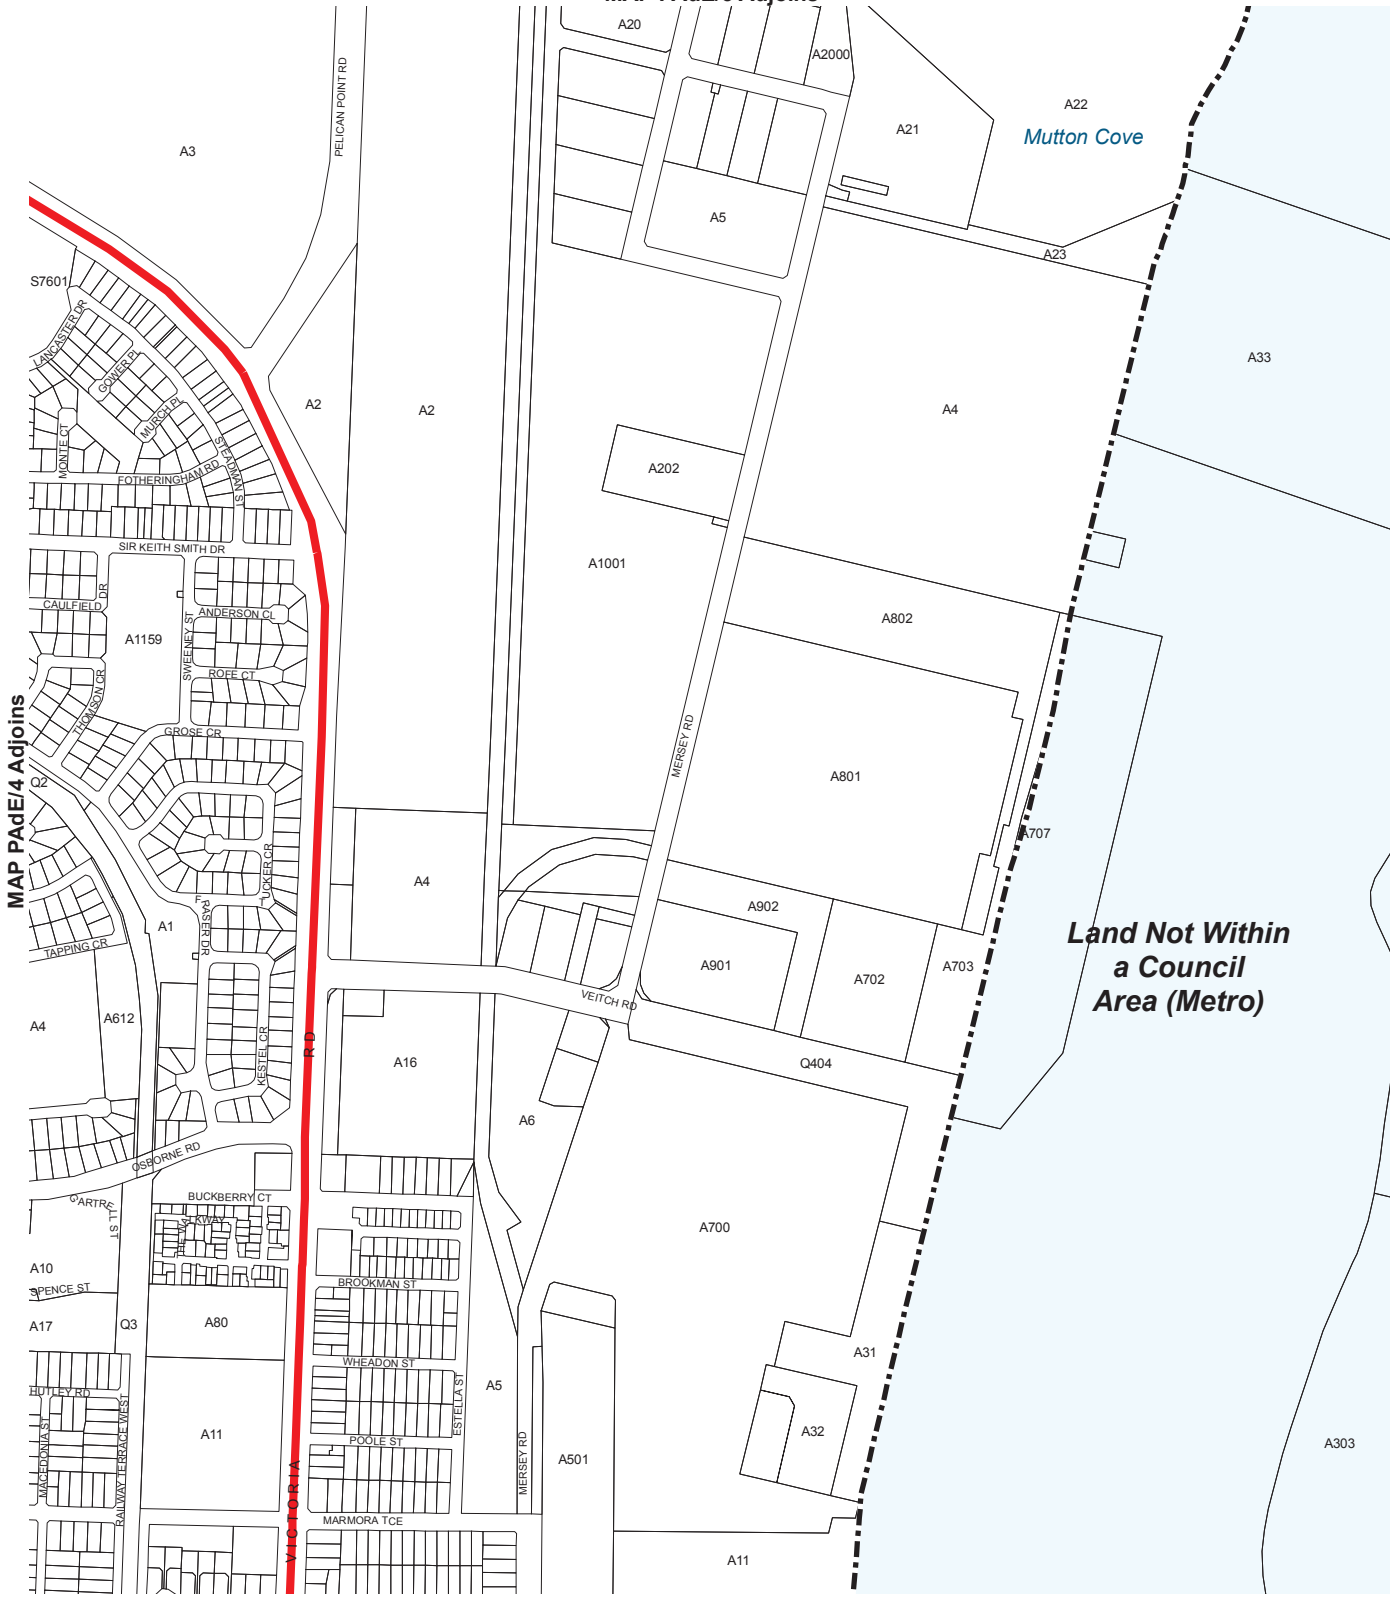 A20
A2000
PELICAN POINT RD
A22
A21
Mutton Cove
A3
A5
A23
S7601
LANCASTER DR
GOWER PL
A33
MURCH PL
A2
A2
A4
MONTE CT
STEADMAN ST
FOTHERINGHAM RD
A202
SIR KEITH SMITH DR
A1001
CAULFIELD DR
ANDERSON CL
A802
A1159
SWEENEY ST
ROFE CT
THOMSON CR
GROSE CR
MERSEY RD
MAP PAdE/4 Adjoins
Q2
A801
A707
TUCKER CR
A4
A902
FRASER DR
A1
Land Not Within
a Council
Area (Metro)
TAPPING CR
A901
A702
A703
VEITCH RD
A4
A612
KESTEL CR
A16
Q404
A6
OSBORNE RD
GARTRELL ST
BUCKBERRY CT
THE WALKWAY
A700
A10
SPENCE ST
BROOKMAN ST
A17
Q3
A80
A31
WHEADON ST
A5
HUTLEY RD
ESTELLA ST
MACEDONIA ST
RAILWAY TERRACE WEST
A11
POOLE ST
MERSEY RD
A501
A32
A303
VICTORIA RD
MARMORA TCE
A11